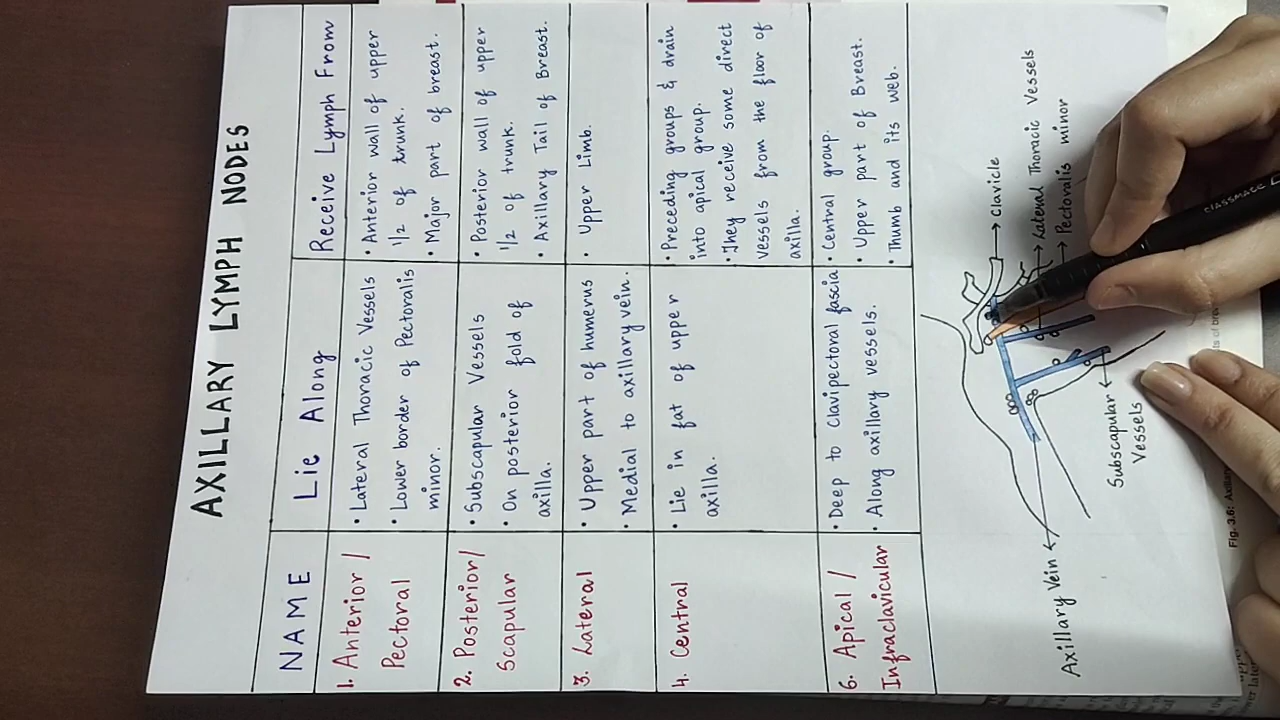 AXILLARY LYMPH NODES
NAME
Lie Along
Receive Lymph From
1. Anterior /
Pectoral
• Lateral Thoracic Vessels
• Lower border of Pectoralis
minor.
• Anterior wall of upper
1/2 of trunk.
• Major part of breast.
2. Posterior/
Scapular
• Subscapular Vessels
• On posterior fold of
axilla.
• Posterior wall of upper
1/2 of trunk.
• Axillary Tail of Breast.
3. Lateral
• Upper part of humerus
• Medial to axillary vein.
• Upper Limb.
4. Central
• Lie in fat of upper
axilla.
• Preceding groups & drain
into apical group.
• They receive some direct
vessels from the floor of
axilla.
6. Apical /
Infraclavicular
• Deep to Clavipectoral fascia
• Along axillary vessels.
• Central group.
• Upper part of Breast.
• Thumb and its web.
Clavicle
Lateral Thoracic Vessels
Pectoralis minor
Subscapular
Vessels
Axillary Vein
classmate
Fig. 3.6: